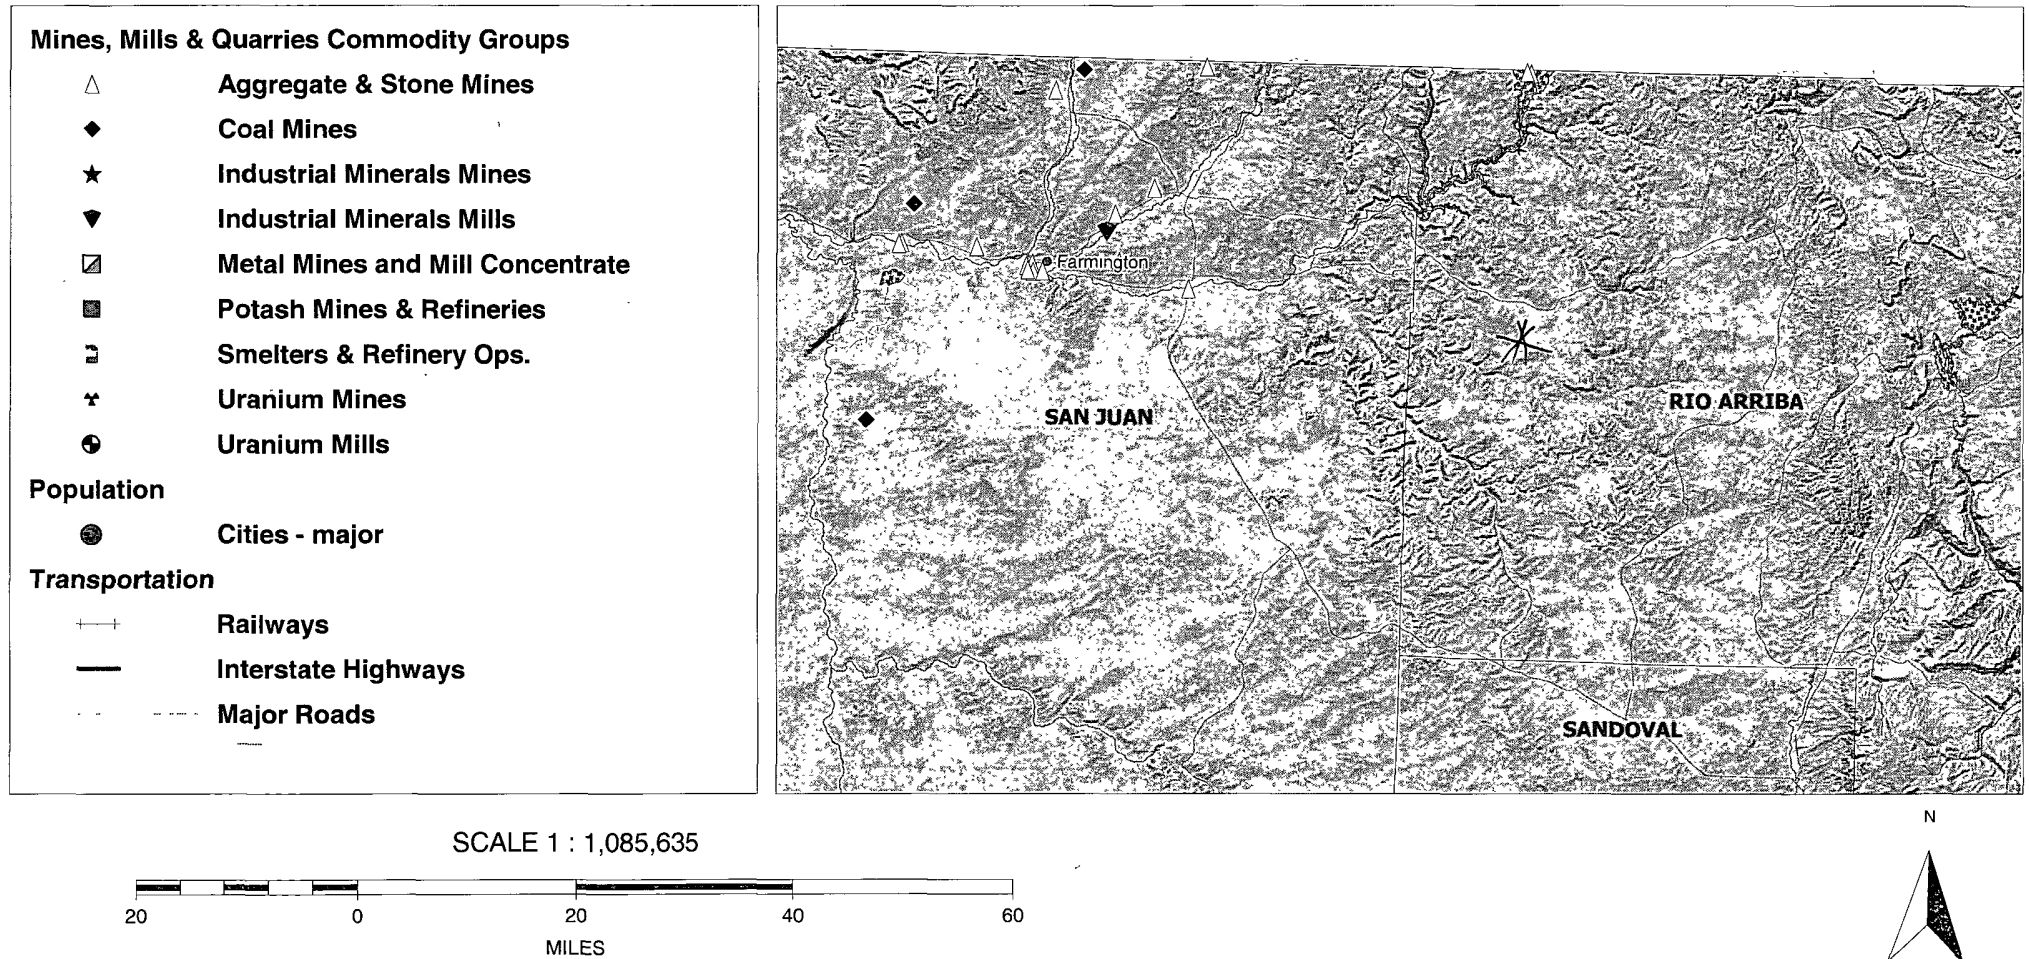 Mines, Mills & Quarries Commodity Groups
Aggregate & Stone Mines
Coal Mines
Industrial Minerals Mines
Industrial Minerals Mills
Metal Mines and Mill Concentrate
Potash Mines & Refineries
Smelters & Refinery Ops.
Uranium Mines
Uranium Mills
Population
Cities - major
Transportation
Railways
Interstate Highways
Major Roads
Farmington
SAN JUAN
RIO ARRIBA
SANDOVAL
SCALE 1 : 1,085,635
20 0 20 40 60
MILES
N